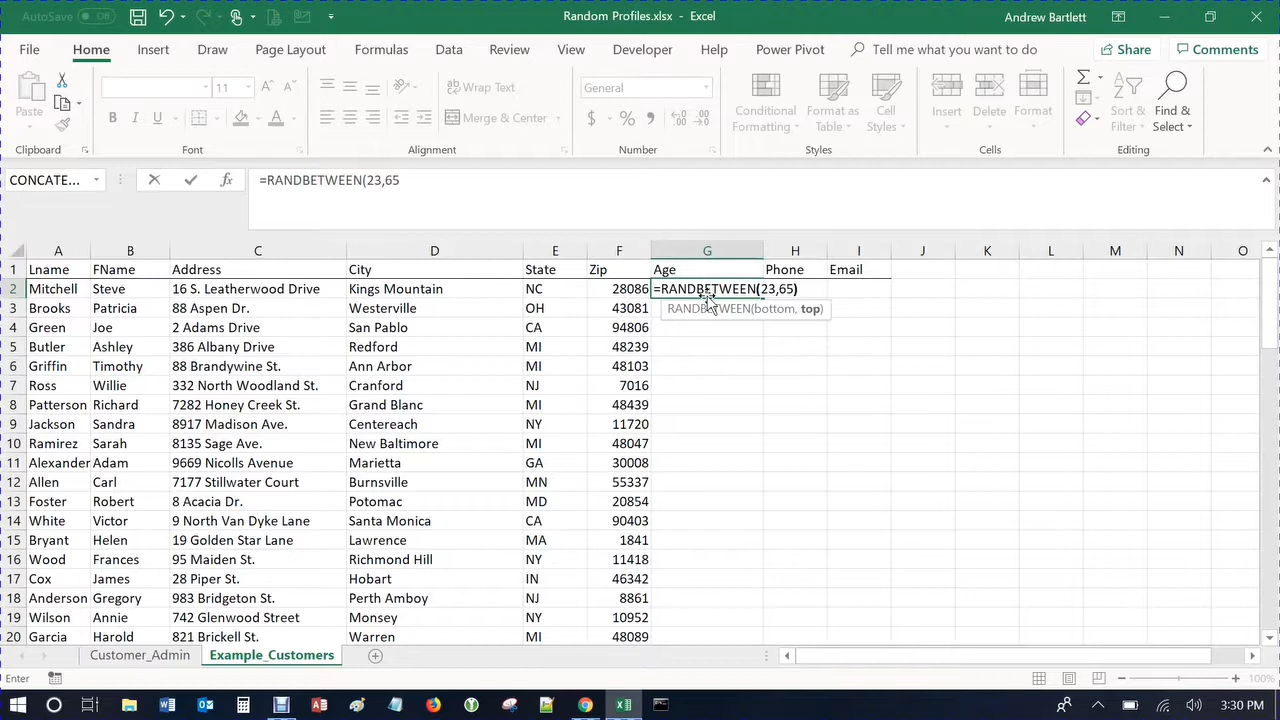 AutoSave Off Random Profiles.xlsx - Excel Andrew Bartlett
File Home Insert Draw Page Layout Formulas Data Review View Developer Help Power Pivot Tell me what you want to do Share Comments
Paste 11 Wrap Text General Conditional Format as Cell Insert Delete Format Sort & Find &
B I U A Merge & Center $ % Formatting Table Styles Filter Select
Clipboard Font Alignment Number Styles Cells Editing
CONCATE... fx =RANDBETWEEN(23,65
A B C D E F G H I J K L M N O
1 Lname FName Address City State Zip Age Phone Email
2 Mitchell Steve 16 S. Leatherwood Drive Kings Mountain NC 28086 =RANDBETWEEN(23,65)
3 Brooks Patricia 88 Aspen Dr. Westerville OH 43081 RANDBETWEEN(bottom, top)
4 Green Joe 2 Adams Drive San Pablo CA 94806
5 Butler Ashley 386 Albany Drive Redford MI 48239
6 Griffin Timothy 88 Brandywine St. Ann Arbor MI 48103
7 Ross Willie 332 North Woodland St. Cranford NJ 7016
8 Patterson Richard 7282 Honey Creek St. Grand Blanc MI 48439
9 Jackson Sandra 8917 Madison Ave. Centereach NY 11720
10 Ramirez Sarah 8135 Sage Ave. New Baltimore MI 48047
11 Alexander Adam 9669 Nicolls Avenue Marietta GA 30008
12 Allen Carl 7177 Stillwater Court Burnsville MN 55337
13 Foster Robert 8 Acacia Dr. Potomac MD 20854
14 White Victor 9 North Van Dyke Lane Santa Monica CA 90403
15 Bryant Helen 19 Golden Star Lane Lawrence MA 1841
16 Wood Frances 95 Maiden St. Richmond Hill NY 11418
17 Cox James 28 Piper St. Hobart IN 46342
18 Anderson Gregory 983 Bridgeton St. Perth Amboy NJ 8861
19 Wilson Annie 742 Glenwood Street Monsey NY 10952
20 Garcia Harold 821 Brickell St. Warren MI 48089
Customer_Admin Example_Customers
Enter 100%
3:30 PM